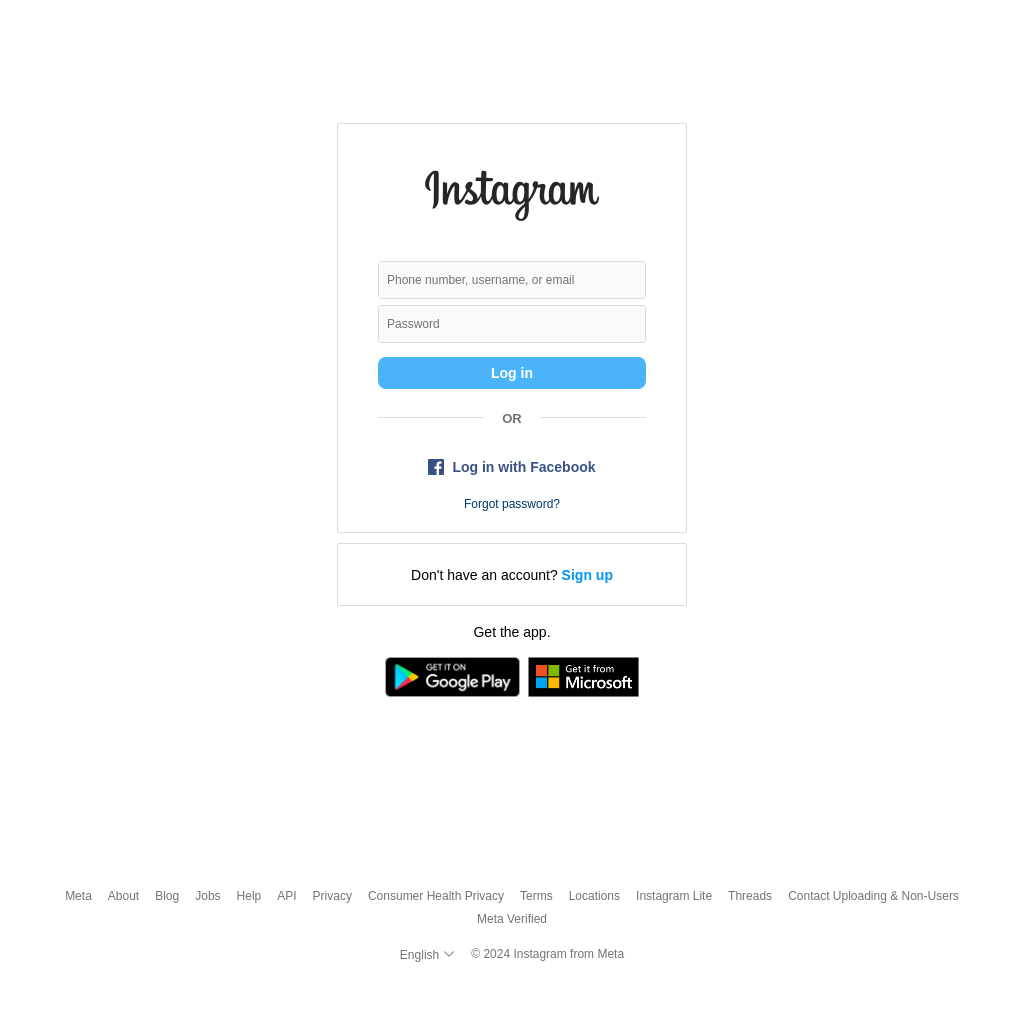 Instagram
Phone number, username, or email
Password
Log in
OR
Log in with Facebook
Forgot password?
Don't have an account? Sign up
Get the app.
GET IT ON
Google Play
Get it from
Microsoft
Meta About Blog Jobs Help API Privacy Consumer Health Privacy Terms Locations Instagram Lite Threads Contact Uploading & Non-Users
Meta Verified
English © 2024 Instagram from Meta